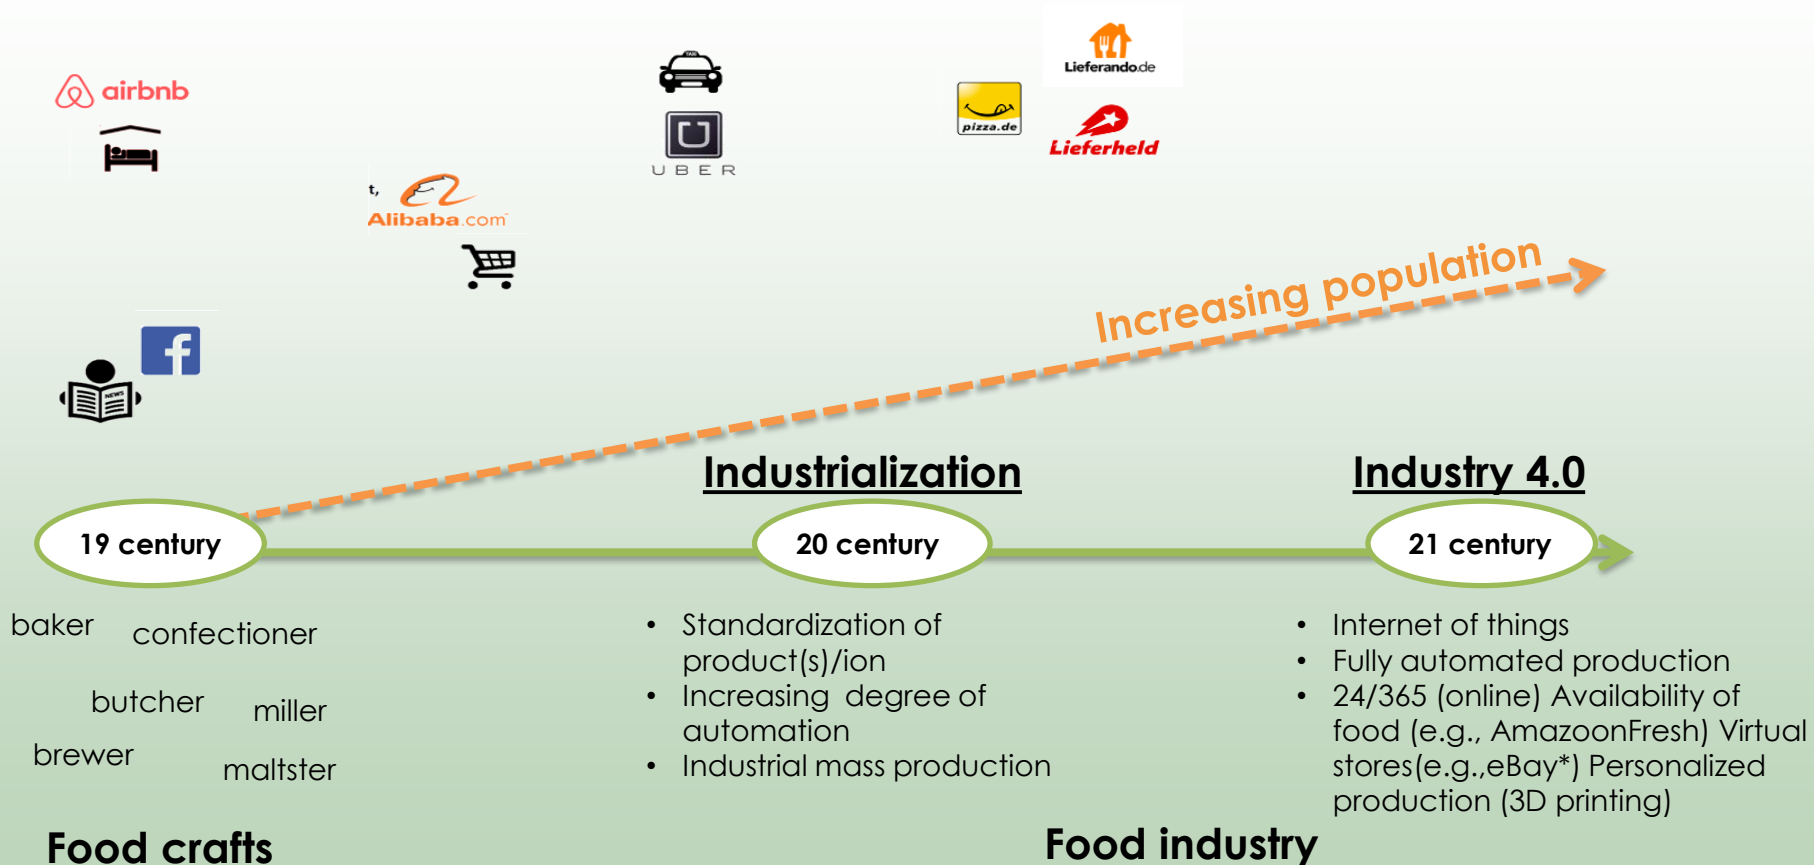 Lieferando.de
airbnb
pizza.de
Lieferheld
UBER
t,
Alibaba.com
TAXI
NEWS
Increasing population
Industrialization
Industry 4.0
19 century
20 century
21 century
baker
confectioner
butcher
miller
brewer
maltster
• Standardization of
product(s)/ion
• Increasing degree of
automation
• Industrial mass production
• Internet of things
• Fully automated production
• 24/365 (online) Availability of
food (e.g., AmazoonFresh) Virtual
stores(e.g.,eBay*) Personalized
production (3D printing)
Food crafts
Food industry